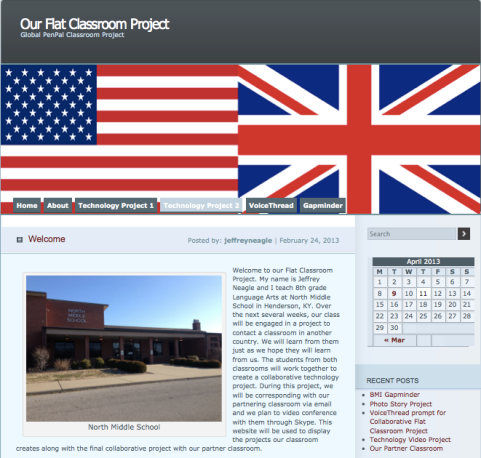 Our Flat Classroom Project
Global PenPal Classroom Project
Home
About
Technology Project 1
Technology Project 2
VoiceThread
Gapminder
Welcome
Posted by: jeffreyneagle | February 24, 2013
NORTH
MIDDLE
SCHOOL
North Middle School
Welcome to our Flat Classroom
Project. My name is Jeffrey
Neagle and I teach 8th grade
Language Arts at North Middle
School in Henderson, KY. Over
the next several weeks, our class
will be engaged in a project to
contact a classroom in another
country. We will learn from them
just as we hope they will learn
from us. The students from both
classrooms will work together to
create a collaborative technology
project. During this project, we
will be corresponding with our
partnering classroom via email
and we plan to video conference
with them through Skype. This
website will be used to display
the projects our classroom
creates along with the final collaborative project with our partner classroom.
Search
April 2013
M T W T F S S
1 2 3 4 5 6 7
8 9 10 11 12 13 14
15 16 17 18 19 20 21
22 23 24 25 26 27 28
29 30
« Mar
RECENT POSTS
BMI Gapminder
Photo Story Project
VoiceThread prompt for
Collaborative Flat
Classroom Project
Technology Video Project
Our Partner Classroom